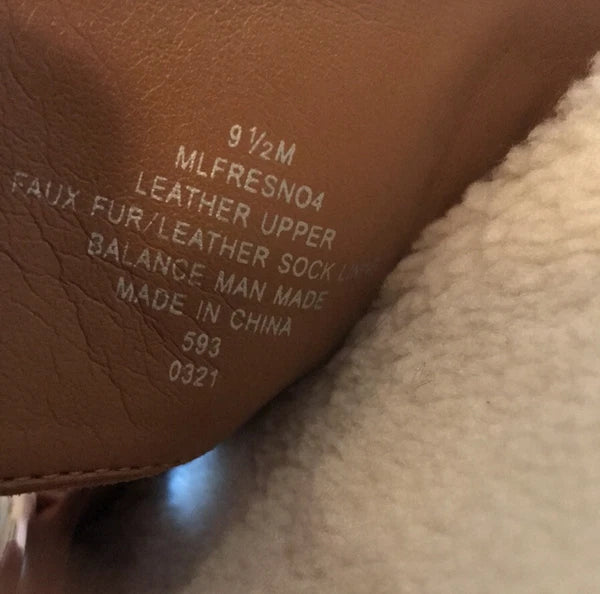 9 1/2M
MLFRESNO4
LEATHER UPPER
FAUX FUR/LEATHER SOCK
BALANCE MAN MADE
MADE IN CHINA
593
0321